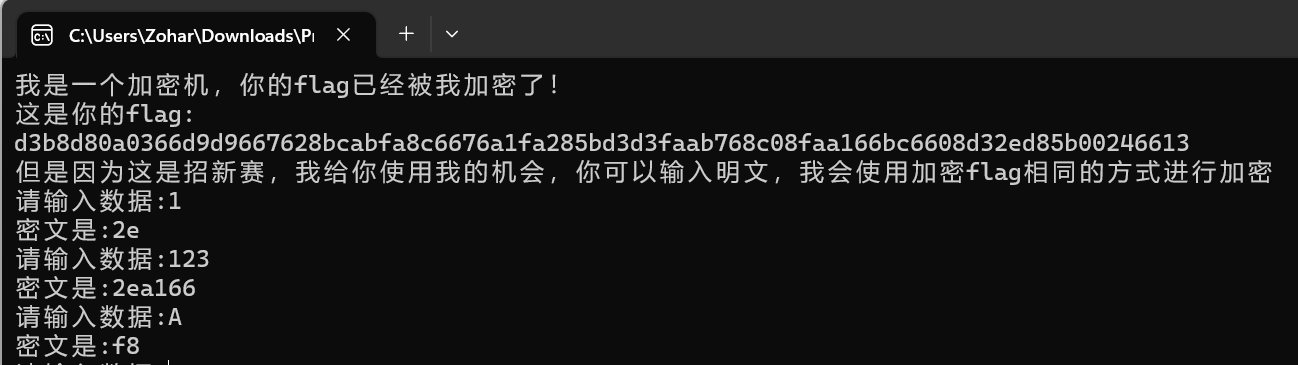 C:\Users\Zohar\Downloads\Pr
我是一个加密机，你的flag已经被我加密了！
这是你的flag:
d3b8d80a0366d9d9667628bcabfa8c6676a1fa285bd3d3faab768c08faa166bc6608d32ed85b00246613
但是因为这是招新赛，我给你使用我的机会，你可以输入明文，我会使用加密flag相同的方式进行加密
请输入数据:1
密文是:2e
请输入数据:123
密文是:2ea166
请输入数据:A
密文是:f8